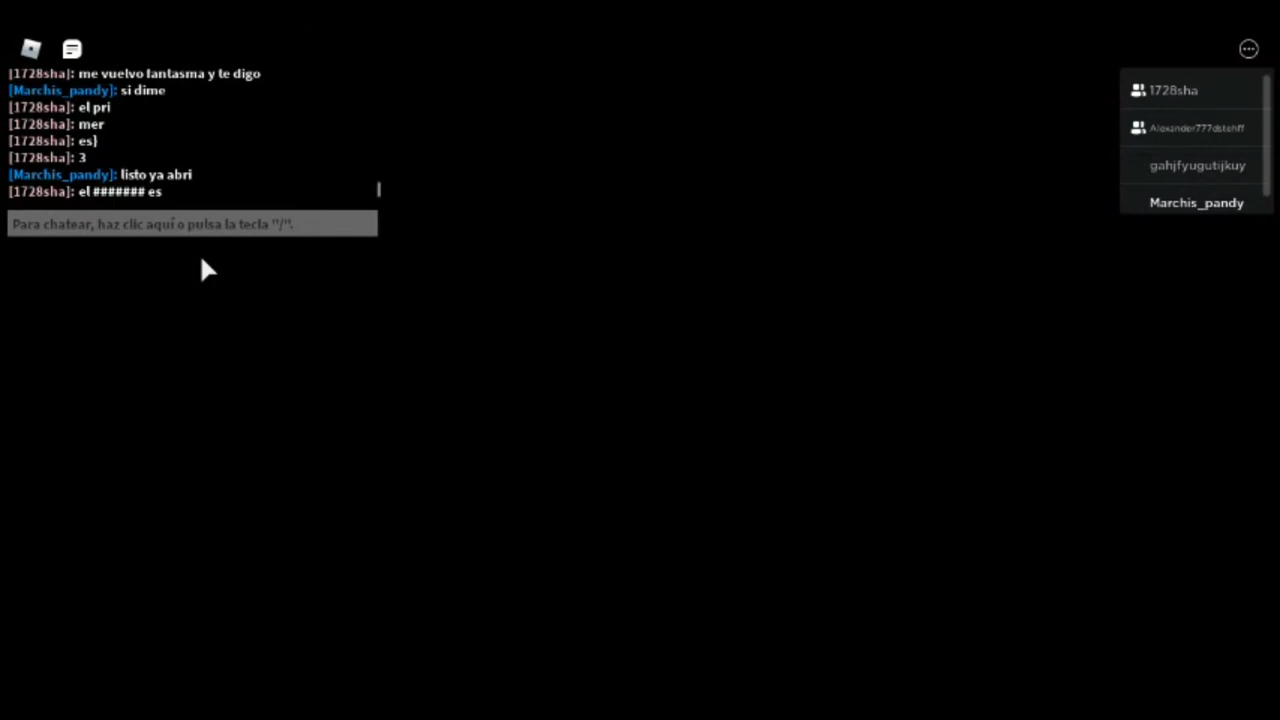 [1728sha]: me vuelvo fantasma y te digo
[Marchis_pandy]: si dime
[1728sha]: el pri
[1728sha]: mer
[1728sha]: es}
[1728sha]: 3
[Marchis_pandy]: listo ya abri
[1728sha]: el ####### es
Para chatear, haz clic aquí o pulsa la tecla "/".
1728sha
Alexander777dstehff
gahjfyugutijkuy
Marchis_pandy